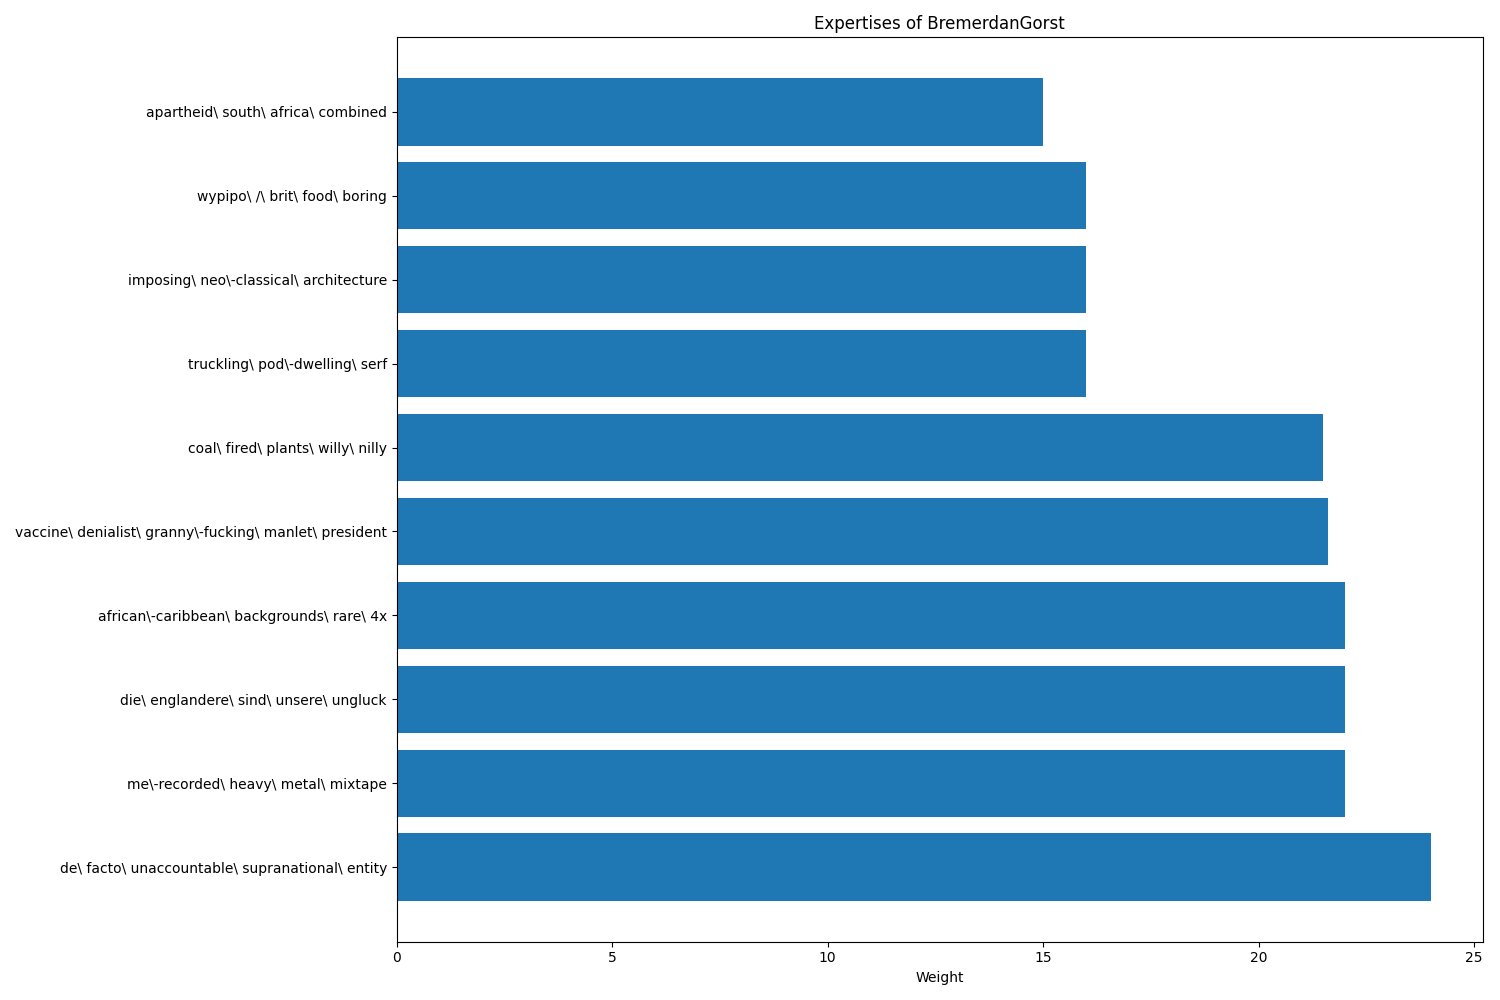 Expertises of BremerdanGorst
apartheid\ south\ africa\ combined
wypipo\ /\ brit\ food\ boring
imposing\ neo\-classical\ architecture
truckling\ pod\-dwelling\ serf
coal\ fired\ plants\ willy\ nilly
vaccine\ denialist\ granny\-fucking\ manlet\ president
african\-caribbean\ backgrounds\ rare\ 4x
die\ englandere\ sind\ unsere\ ungluck
me\-recorded\ heavy\ metal\ mixtape
de\ facto\ unaccountable\ supranational\ entity
0 5 10 15 20 25
Weight